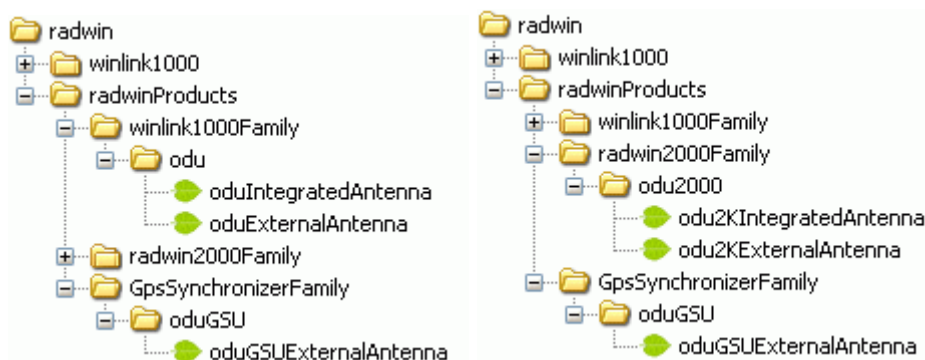 radwin
winlink1000
radwinProducts
winlink1000Family
odu
oduIntegratedAntenna
oduExternalAntenna
radwin2000Family
GpsSynchronizerFamily
oduGSU
oduGSUExternalAntenna
radwin
winlink1000
radwinProducts
winlink1000Family
radwin2000Family
odu2000
odu2KIntegratedAntenna
odu2KExternalAntenna
GpsSynchronizerFamily
oduGSU
oduGSUExternalAntenna